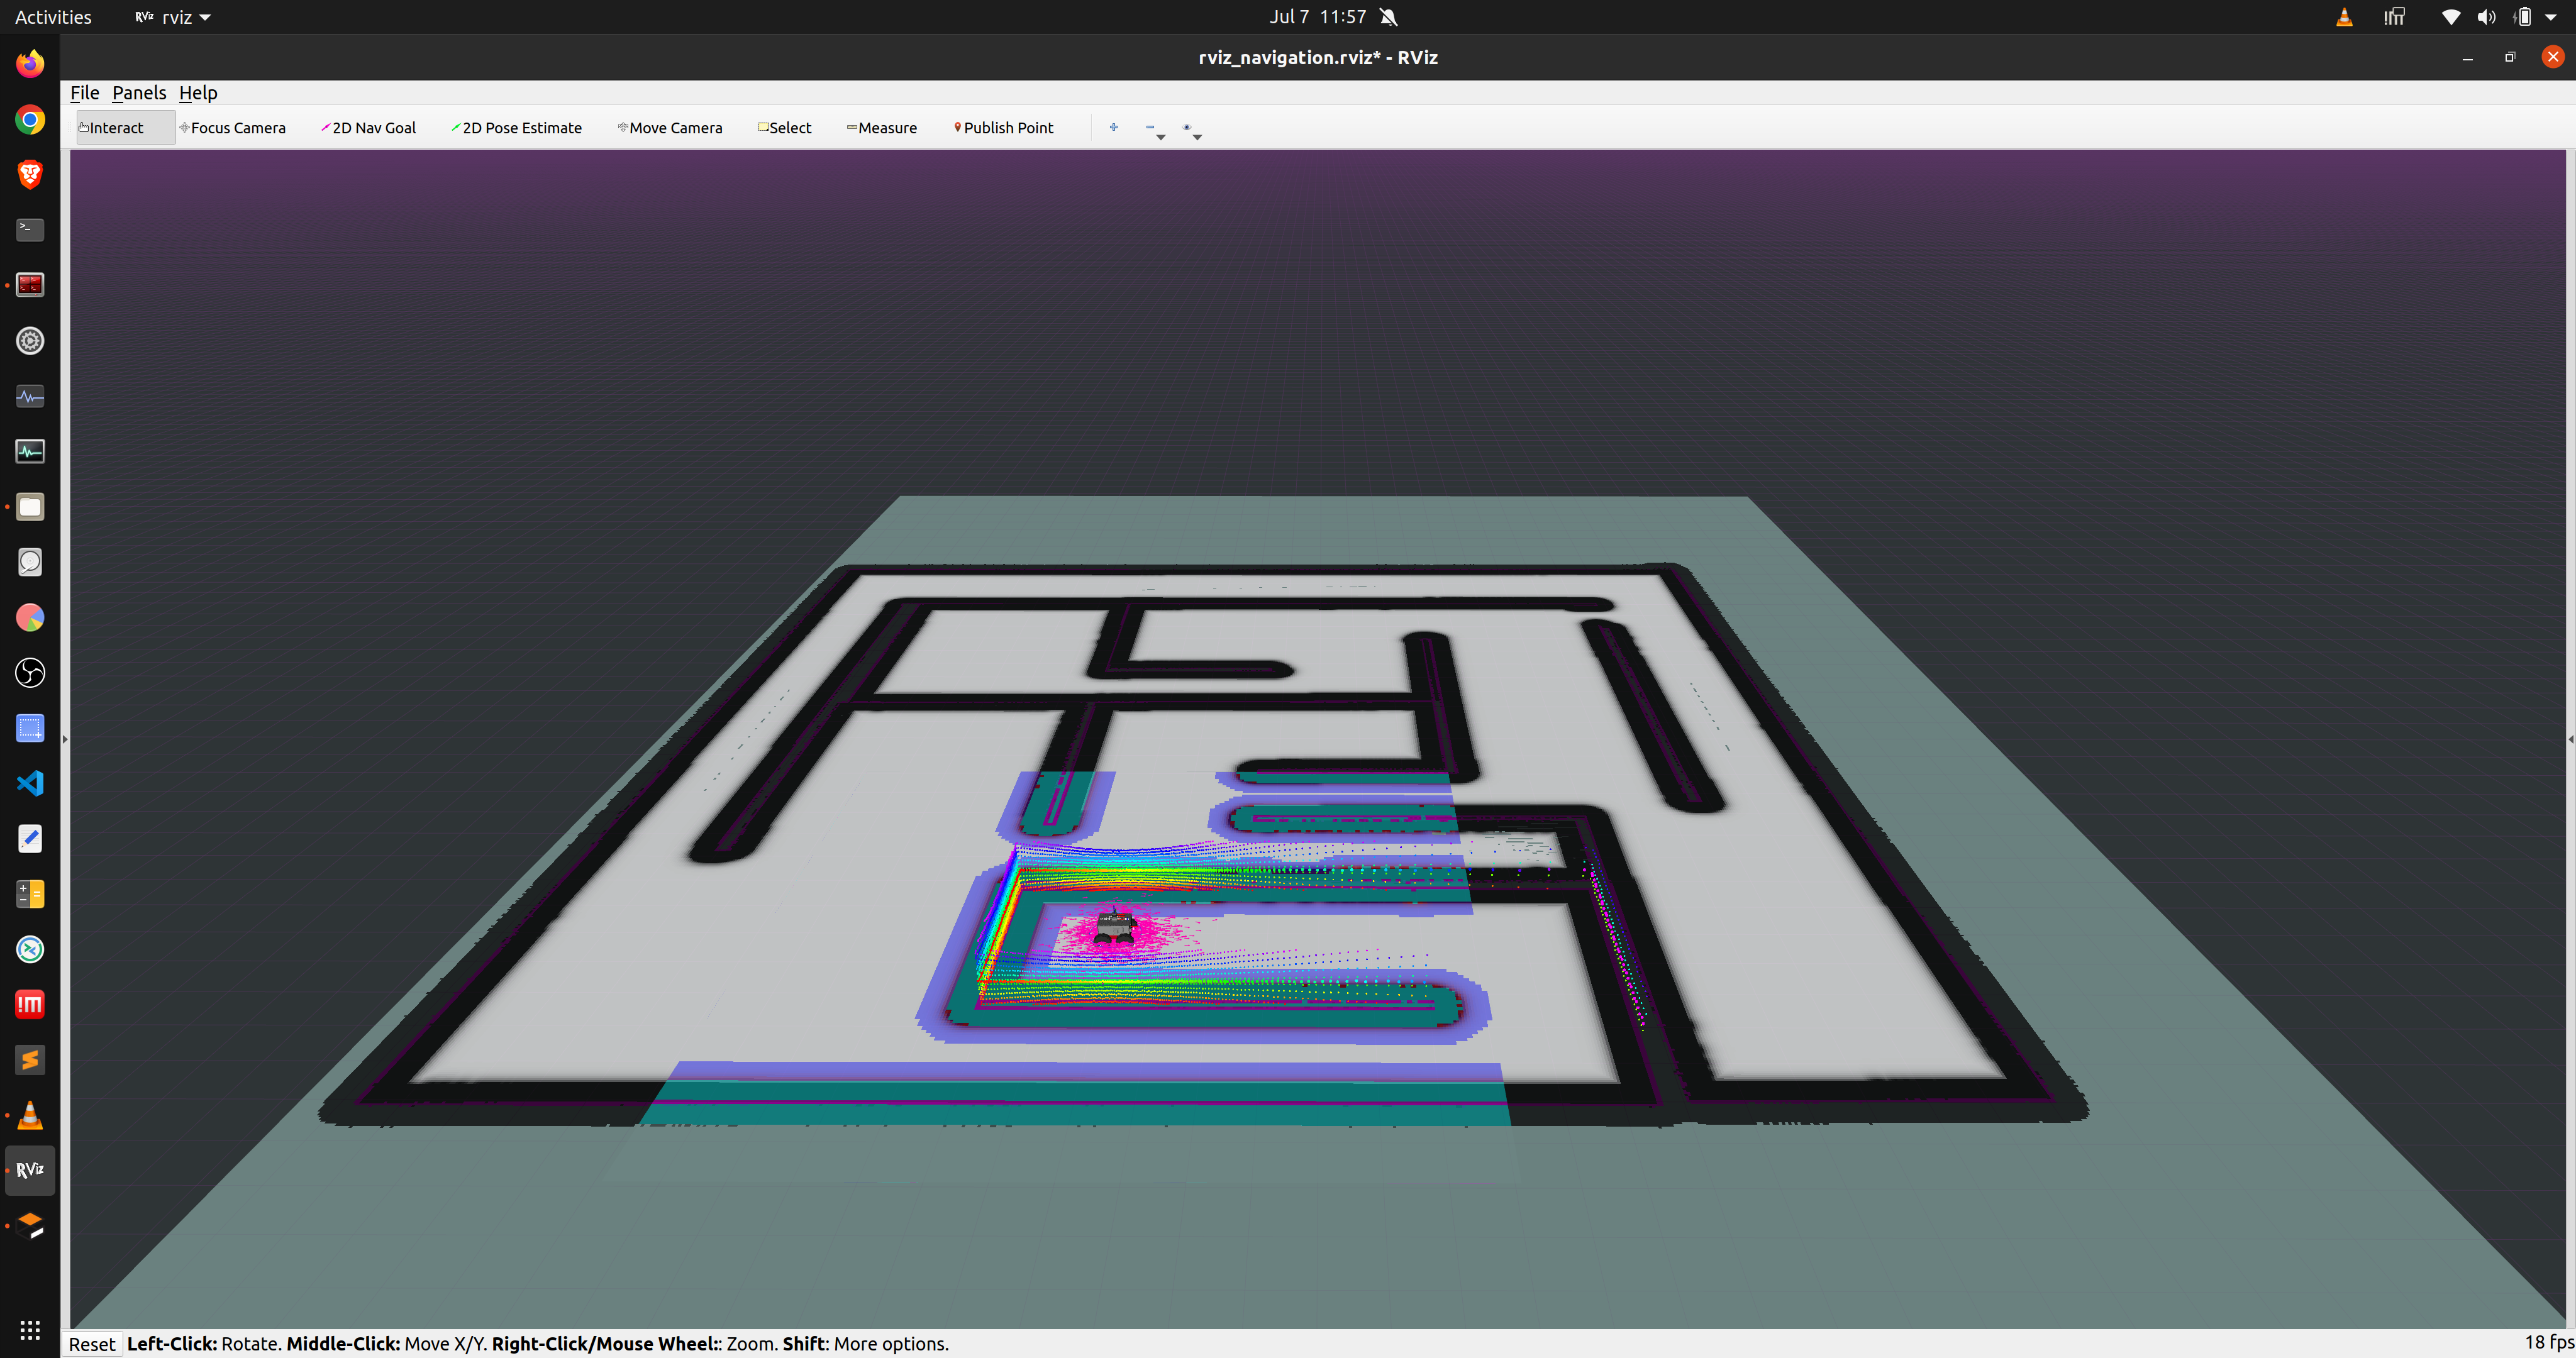 Activities RViz rviz Jul 7 11:57
rviz_navigation.rviz* - RViz
File Panels Help
Interact Focus Camera 2D Nav Goal 2D Pose Estimate Move Camera Select Measure Publish Point
RViz
Reset Left-Click: Rotate. Middle-Click: Move X/Y. Right-Click/Mouse Wheel:: Zoom. Shift: More options. 18 fps